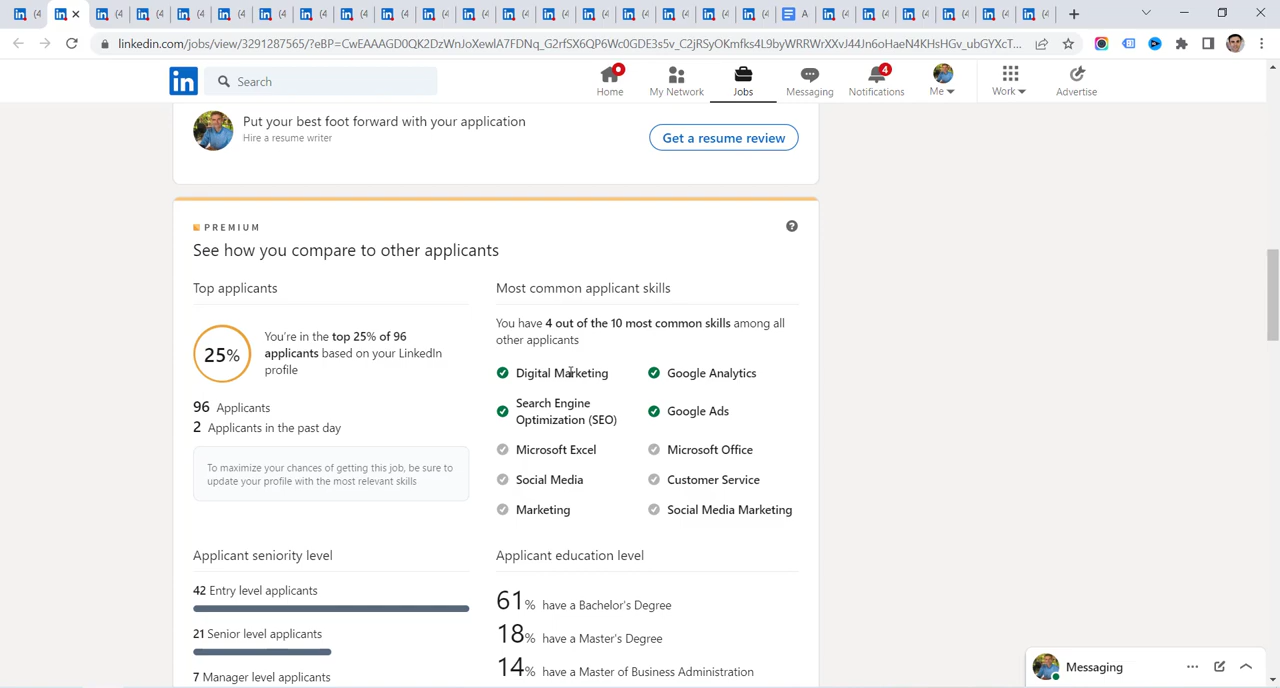 linkedin.com/jobs/view/3291287565/?eBP=CwEAAAGD0QK2DzWnJoXewlA7FDNq_G2rfSX6QP6Wc0GDE3s5v_C2jRSyOKmfks4L9byWRRWrXXvJ44Jn6oHaeN4KHsHGv_ubGYXcT...
in
Search
Home
My Network
Jobs
Messaging
4
Notifications
Me
Work
Advertise
Put your best foot forward with your application
Hire a resume writer
Get a resume review
PREMIUM
See how you compare to other applicants
Top applicants
25%
You're in the top 25% of 96
applicants based on your LinkedIn
profile
96 Applicants
2 Applicants in the past day
To maximize your chances of getting this job, be sure to
update your profile with the most relevant skills
Most common applicant skills
You have 4 out of the 10 most common skills among all
other applicants
Digital Marketing
Google Analytics
Search Engine
Optimization (SEO)
Google Ads
Microsoft Excel
Microsoft Office
Social Media
Customer Service
Marketing
Social Media Marketing
Applicant seniority level
42 Entry level applicants
21 Senior level applicants
7 Manager level applicants
Applicant education level
61% have a Bachelor's Degree
18% have a Master's Degree
14% have a Master of Business Administration
Messaging